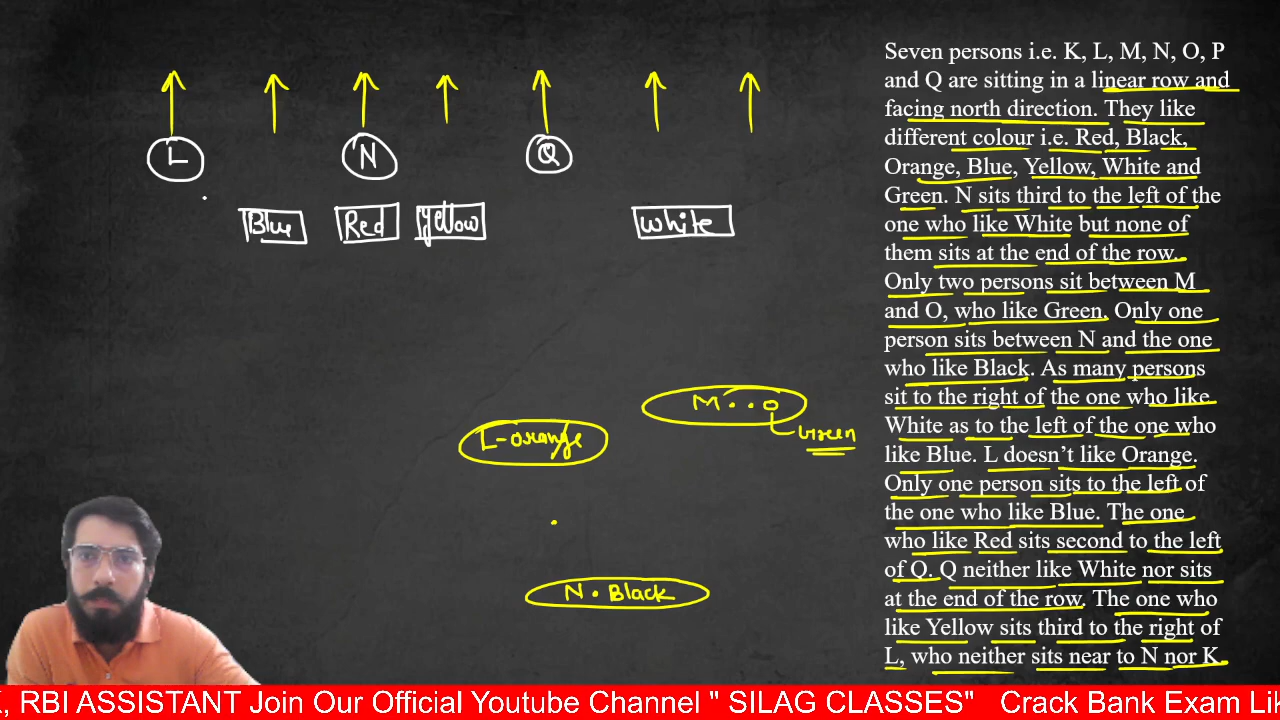 L
N
Q
Blue
Red
Yellow
White
M • • O
Green
L-orange
N • Black
Seven persons i.e. K, L, M, N, O, P
and Q are sitting in a linear row and
facing north direction. They like
different colour i.e. Red, Black,
Orange, Blue, Yellow, White and
Green. N sits third to the left of the
one who like White but none of
them sits at the end of the row.
Only two persons sit between M
and O, who like Green. Only one
person sits between N and the one
who like Black. As many persons
sit to the right of the one who like
White as to the left of the one who
like Blue. L doesn’t like Orange.
Only one person sits to the left of
the one who like Blue. The one
who like Red sits second to the left
of Q. Q neither like White nor sits
at the end of the row. The one who
like Yellow sits third to the right of
L, who neither sits near to N nor K.
RBI ASSISTANT Join Our Official Youtube Channel " SILAG CLASSES" Crack Bank Exam